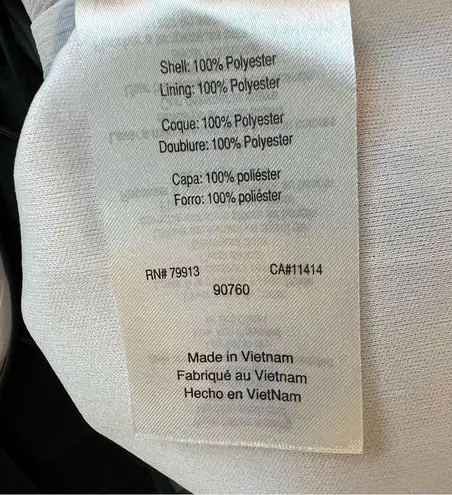 Shell: 100% Polyester
Lining: 100% Polyester
Coque: 100% Polyester
Doublure: 100% Polyester
Capa: 100% poliéster
Forro: 100% poliéster
RN# 79913 CA#11414
90760
Made in Vietnam
Fabriqué au Vietnam
Hecho en VietNam